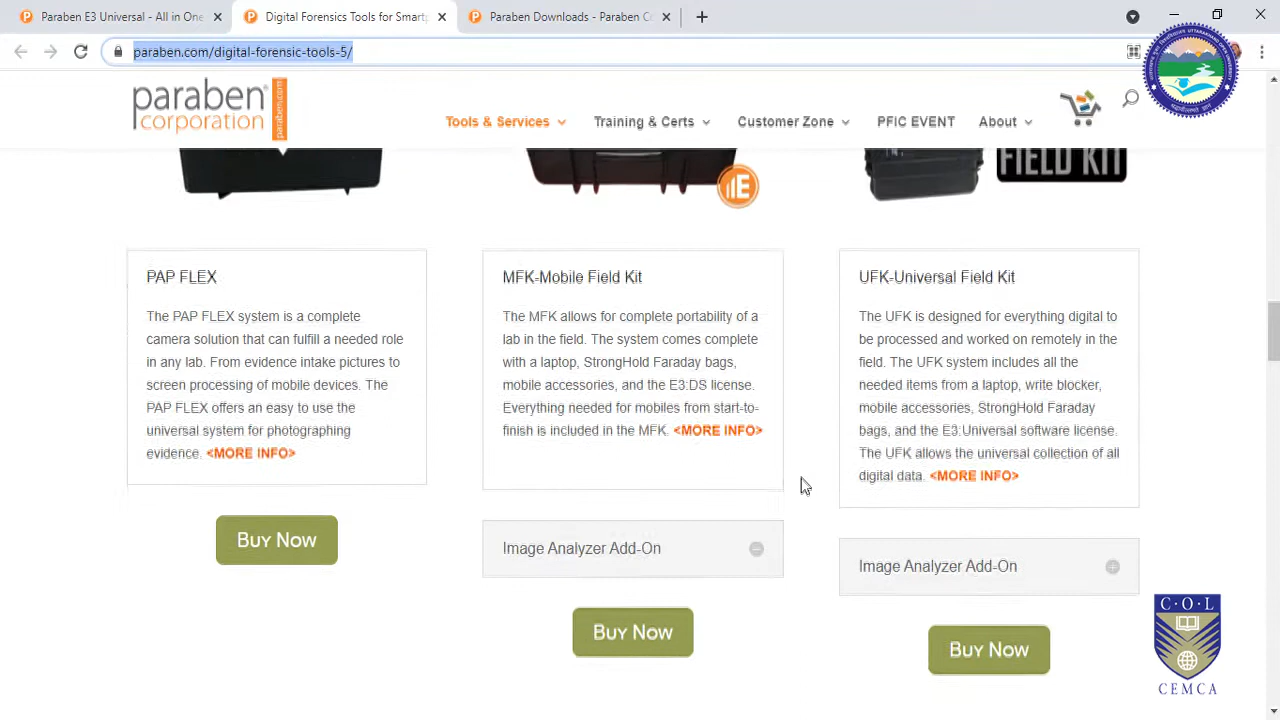 Paraben E3 Universal - All in One
Digital Forensics Tools for Smart
Paraben Downloads - Paraben Co
paraben.com/digital-forensic-tools-5/
paraben
corporation
paraben.com
Tools & Services
Training & Certs
Customer Zone
PFIC EVENT
About
FIELD KIT
PAP FLEX
The PAP FLEX system is a complete
camera solution that can fulfill a needed role
in any lab. From evidence intake pictures to
screen processing of mobile devices. The
PAP FLEX offers an easy to use the
universal system for photographing
evidence. <MORE INFO>
Buy Now
MFK-Mobile Field Kit
The MFK allows for complete portability of a
lab in the field. The system comes complete
with a laptop, StrongHold Faraday bags,
mobile accessories, and the E3:DS license.
Everything needed for mobiles from start-to-
finish is included in the MFK. <MORE INFO>
Image Analyzer Add-On
Buy Now
UFK-Universal Field Kit
The UFK is designed for everything digital to
be processed and worked on remotely in the
field. The UFK system includes all the
needed items from a laptop, write blocker,
mobile accessories, StrongHold Faraday
bags, and the E3:Universal software license.
The UFK allows the universal collection of all
digital data. <MORE INFO>
Image Analyzer Add-On
Buy Now
C·O·L
CEMCA